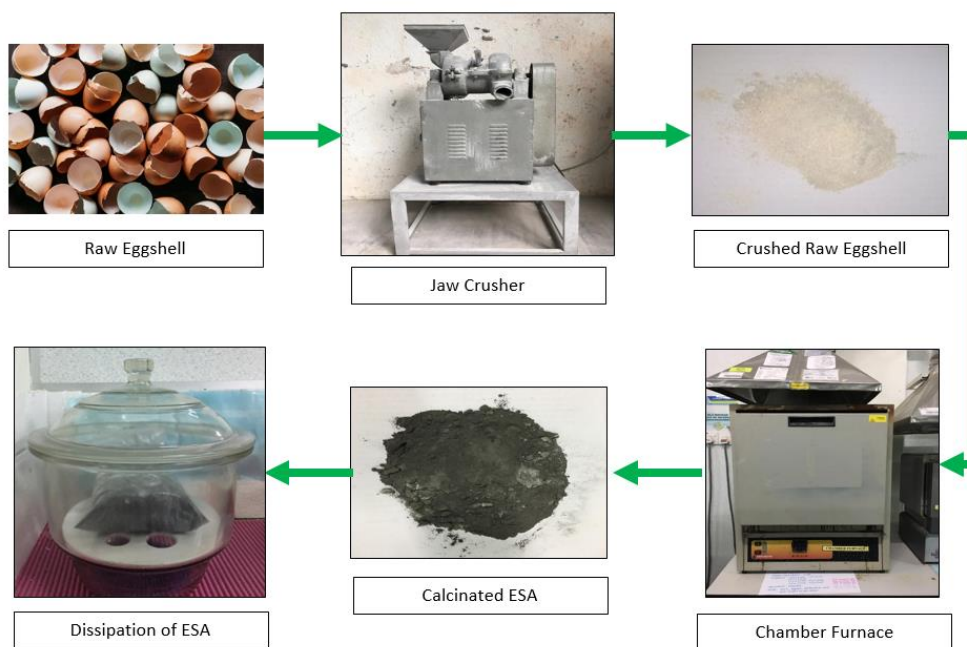 Raw Eggshell
Jaw Crusher
Crushed Raw Eggshell
Chamber Furnace
Calcinated ESA
Dissipation of ESA